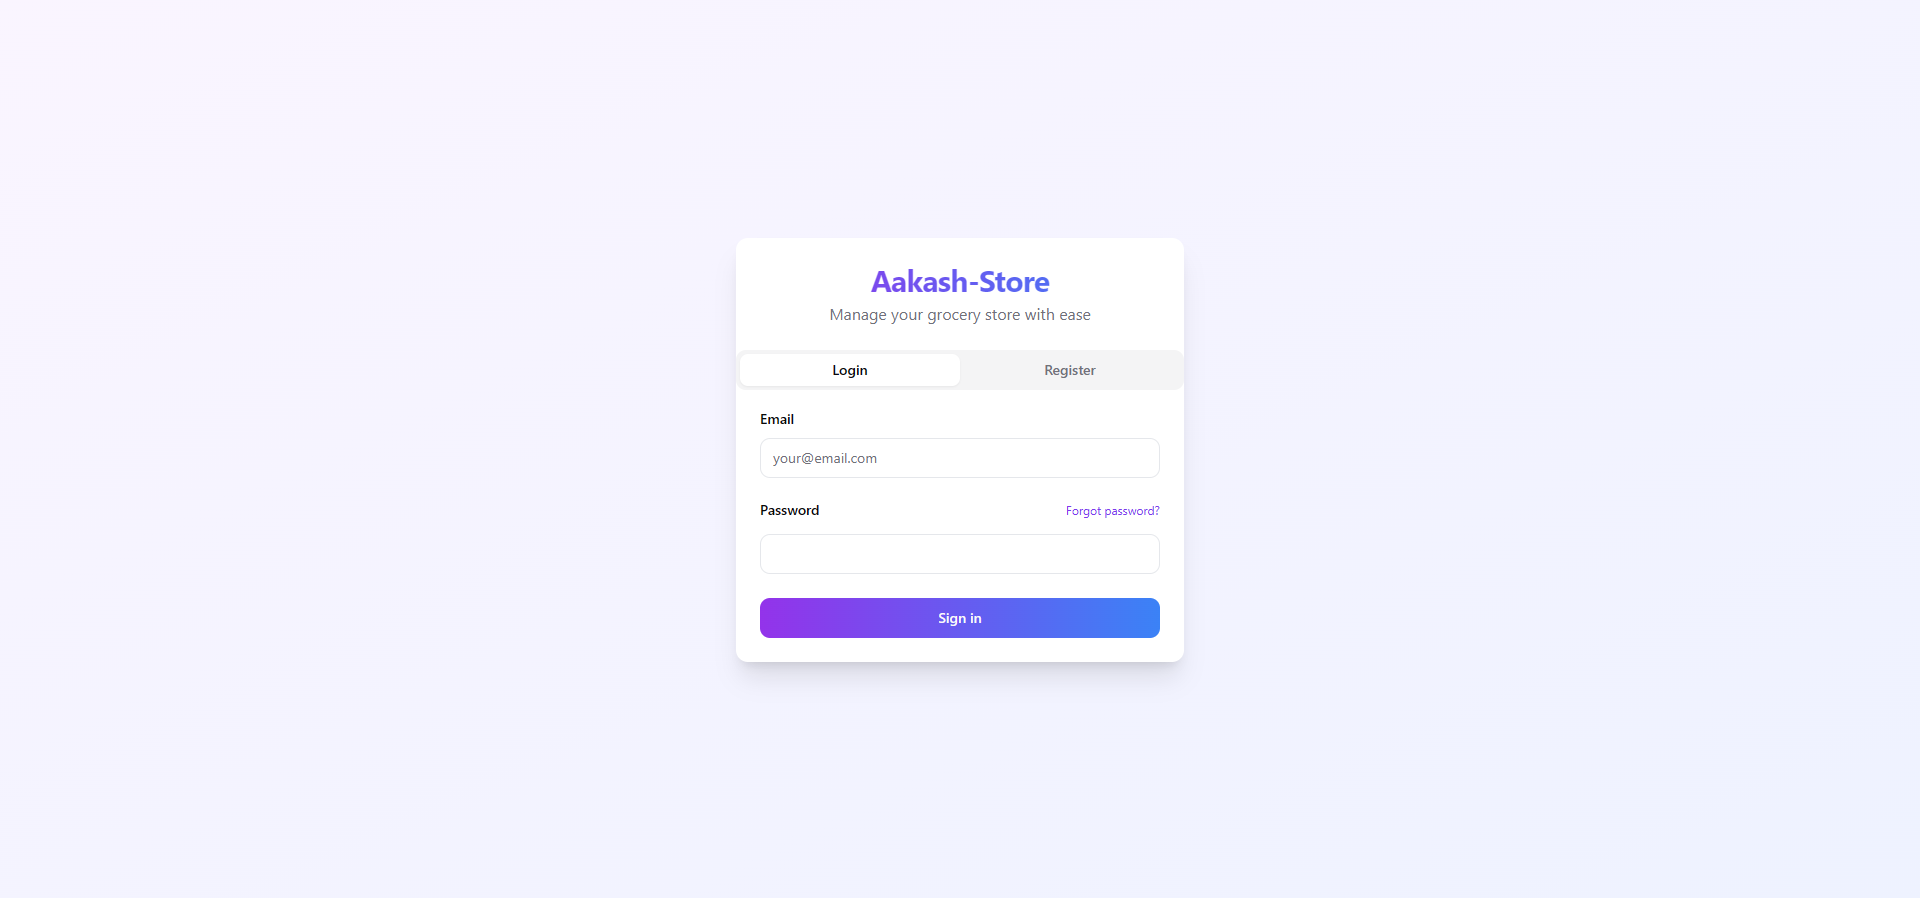 Aakash-Store
Manage your grocery store with ease
Login
Register
Email
your@email.com
Password
Forgot password?
Sign in